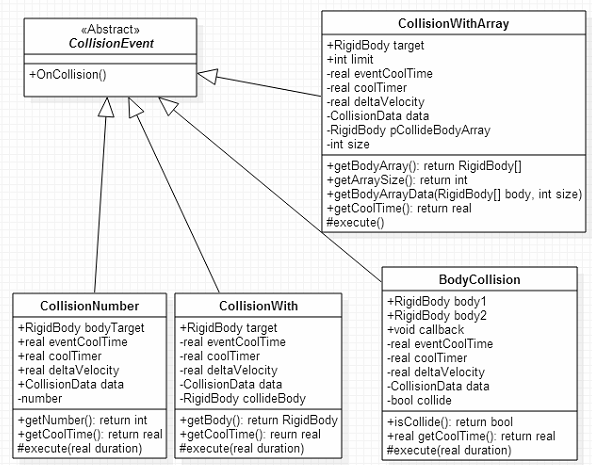 «Abstract»
CollisionEvent
+OnCollision()
CollisionWithArray
+RigidBody target
+int limit
-real eventCoolTime
-real coolTimer
-real deltaVelocity
-CollisionData data
-RigidBody pCollideBodyArray
-int size
+getBodyArray(): return RigidBody[]
+getArraySize(): return int
+getBodyArrayData(RigidBody[] body, int size)
+getCoolTime(): return real
#execute()
CollisionNumber
+RigidBody bodyTarget
+real eventCoolTime
+real coolTimer
+real deltaVelocity
+CollisionData data
-number
+getNumber(): return int
+getCoolTime(): rerurn real
#execute(real duration)
CollisionWith
+RigidBody target
-real eventCoolTime
-real coolTimer
-real deltaVelocity
-CollisionData data
-RigidBody collideBody
+getBody(): return RigidBody
+getCoolTime(): reurn real
#execute(real duration)
BodyCollision
+RigidBody body1
+RigidBody body2
+void callback
-real eventCoolTime
-real coolTimer
-real deltaVelocity
-CollisionData data
-bool collide
+isCollide(): return bool
+real getCoolTime(): return real
#execute(real duration)